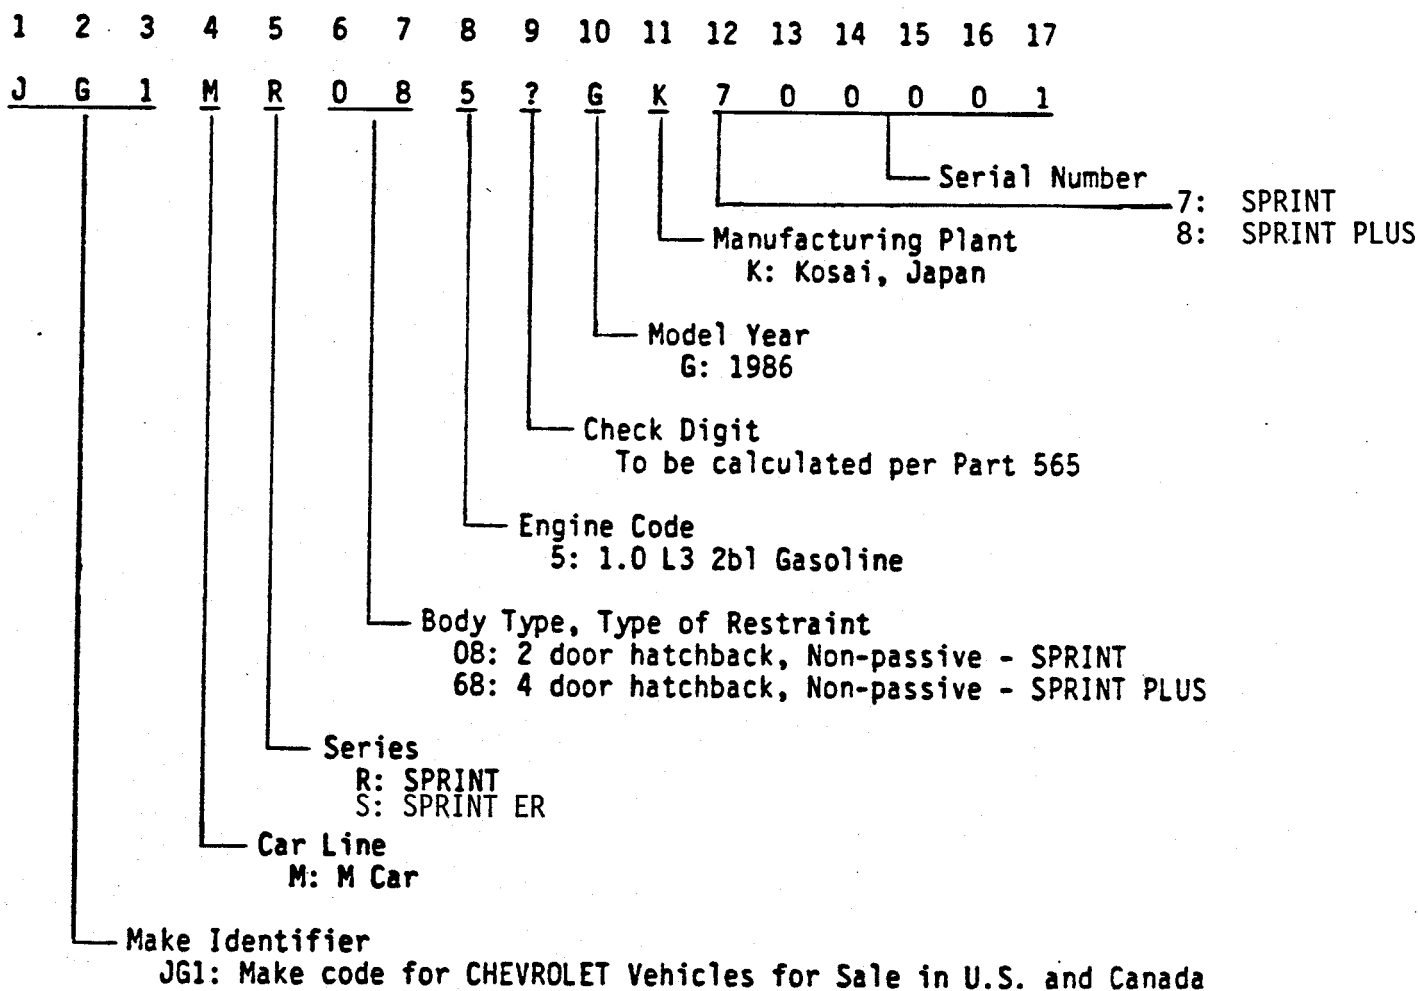 1 2 3 4 5 6 7 8 9 10 11 12 13 14 15 16 17
J G 1 M R 0 8 5 ? G K 7 0 0 0 0 1
Serial Number
7: SPRINT
8: SPRINT PLUS
Manufacturing Plant
K: Kosai, Japan
Model Year
G: 1986
Check Digit
To be calculated per Part 565
Engine Code
5: 1.0 L3 2bl Gasoline
Body Type, Type of Restraint
08: 2 door hatchback, Non-passive - SPRINT
68: 4 door hatchback, Non-passive - SPRINT PLUS
Series
R: SPRINT
S: SPRINT ER
Car Line
M: M Car
Make Identifier
JG1: Make code for CHEVROLET Vehicles for Sale in U.S. and Canada